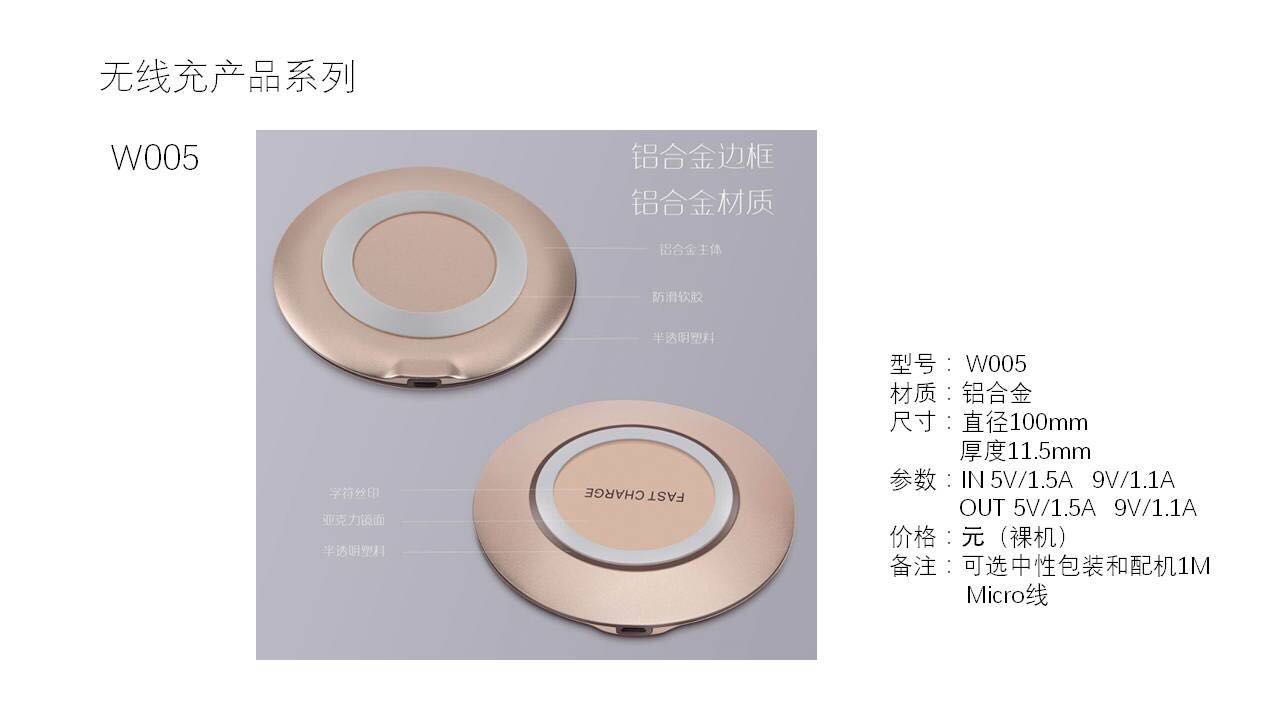 无线充产品系列
W005
铝合金边框
铝合金材质
铝合金主体
防滑软胶
半透明塑料
字符丝印
亚克力镜面
半透明塑料
FAST CHARGE
型号：W005
材质：铝合金
尺寸：直径100mm
厚度11.5mm
参数：IN 5V/1.5A 9V/1.1A
OUT 5V/1.5A 9V/1.1A
价格：元（裸机）
备注：可选中性包装和配机1M
Micro线